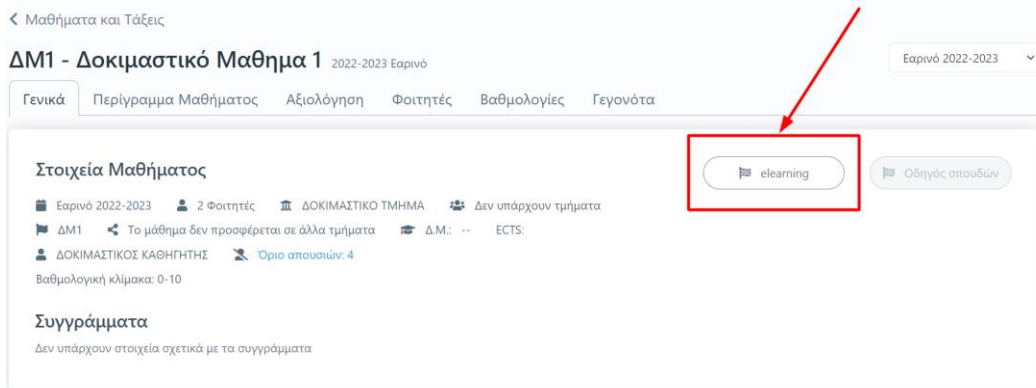 Μαθήματα και Τάξεις
ΔΜ1 - Δοκιμαστικό Μαθημα 1 2022-2023 Εαρινό
Εαρινό 2022-2023
Γενικά Περίγραμμα Μαθήματος Αξιολόγηση Φοιτητές Βαθμολογίες Γεγονότα
Στοιχεία Μαθήματος
elearning
Οδηγός σπουδών
Εαρινό 2022-2023 2 Φοιτητές ΔΟΚΙΜΑΣΤΙΚΟ ΤΜΗΜΑ Δεν υπάρχουν τμήματα
ΔΜ1 Το μάθημα δεν προσφέρεται σε άλλα τμήματα Δ.Μ.: -- ECTS:
ΔΟΚΙΜΑΣΤΙΚΟΣ ΚΑΘΗΓΗΤΗΣ Όριο απουσιών: 4
Βαθμολογική κλίμακα: 0-10
Συγγράμματα
Δεν υπάρχουν στοιχεία σχετικά με τα συγγράμματα